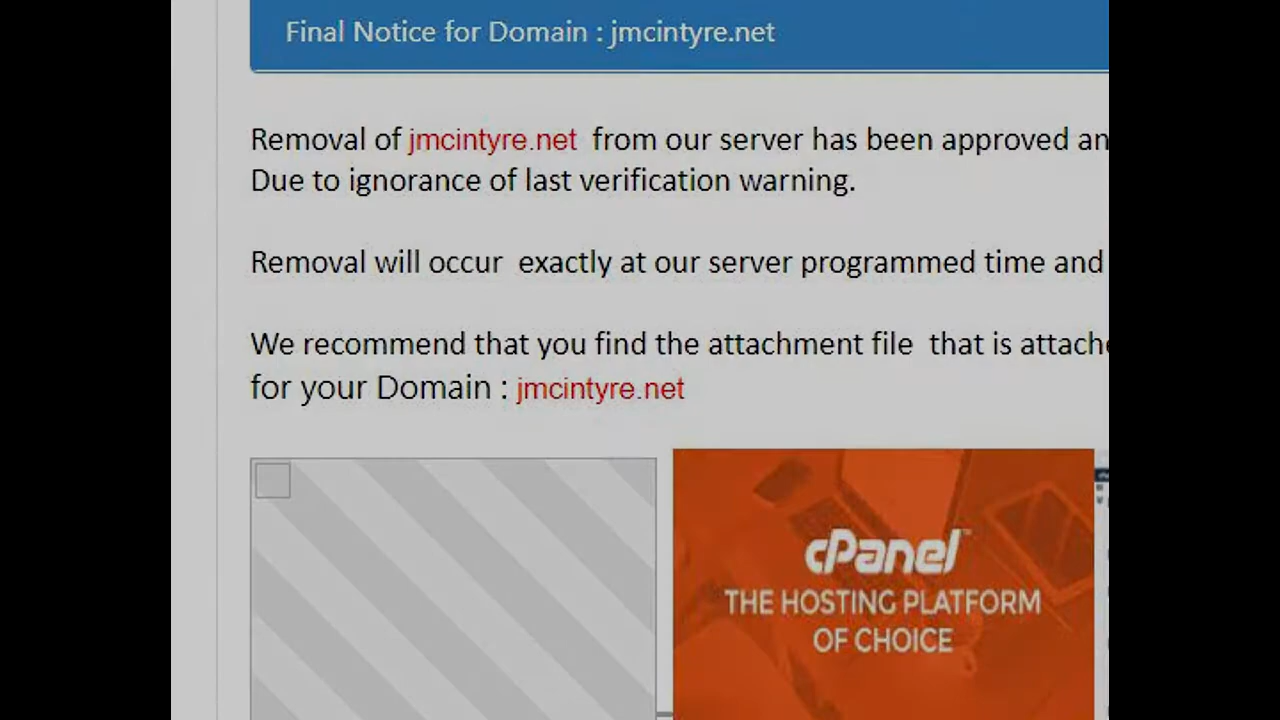 Final Notice for Domain : jmcintyre.net
Removal of jmcintyre.net from our server has been approved an
Due to ignorance of last verification warning.
Removal will occur exactly at our server programmed time and
We recommend that you find the attachment file that is attache
for your Domain : jmcintyre.net
cPanel™
THE HOSTING PLATFORM
OF CHOICE